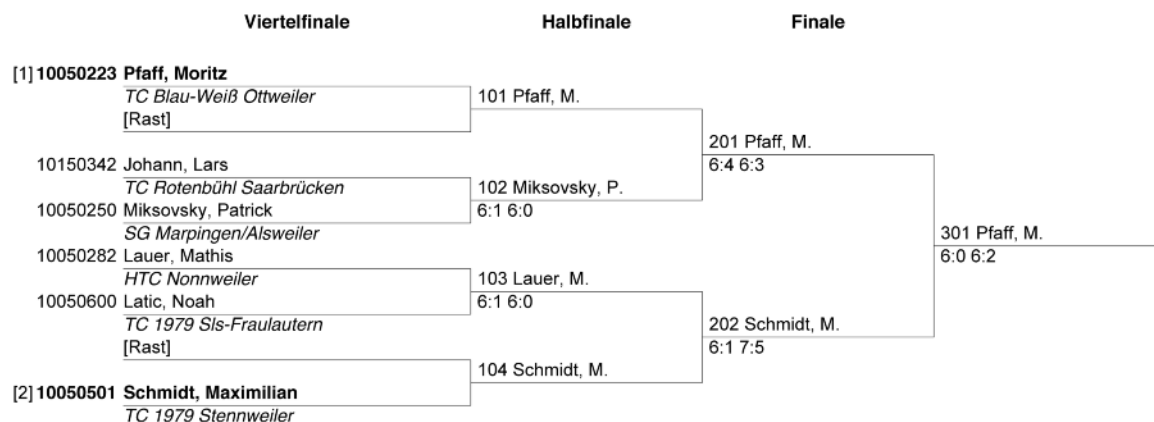 Viertelfinale Halbfinale Finale
[1] 10050223 Pfaff, Moritz
TC Blau-Weiß Ottweiler 101 Pfaff, M.
[Rast]
201 Pfaff, M.
10150342 Johann, Lars 6:4 6:3
TC Rotenbühl Saarbrücken 102 Miksovsky, P.
10050250 Miksovsky, Patrick 6:1 6:0
SG Marpingen/Alsweiler 301 Pfaff, M.
10050282 Lauer, Mathis 6:0 6:2
HTC Nonnweiler 103 Lauer, M.
10050600 Latic, Noah 6:1 6:0
TC 1979 Sls-Fraulautern 202 Schmidt, M.
[Rast] 6:1 7:5
104 Schmidt, M.
[2] 10050501 Schmidt, Maximilian
TC 1979 Stennweiler